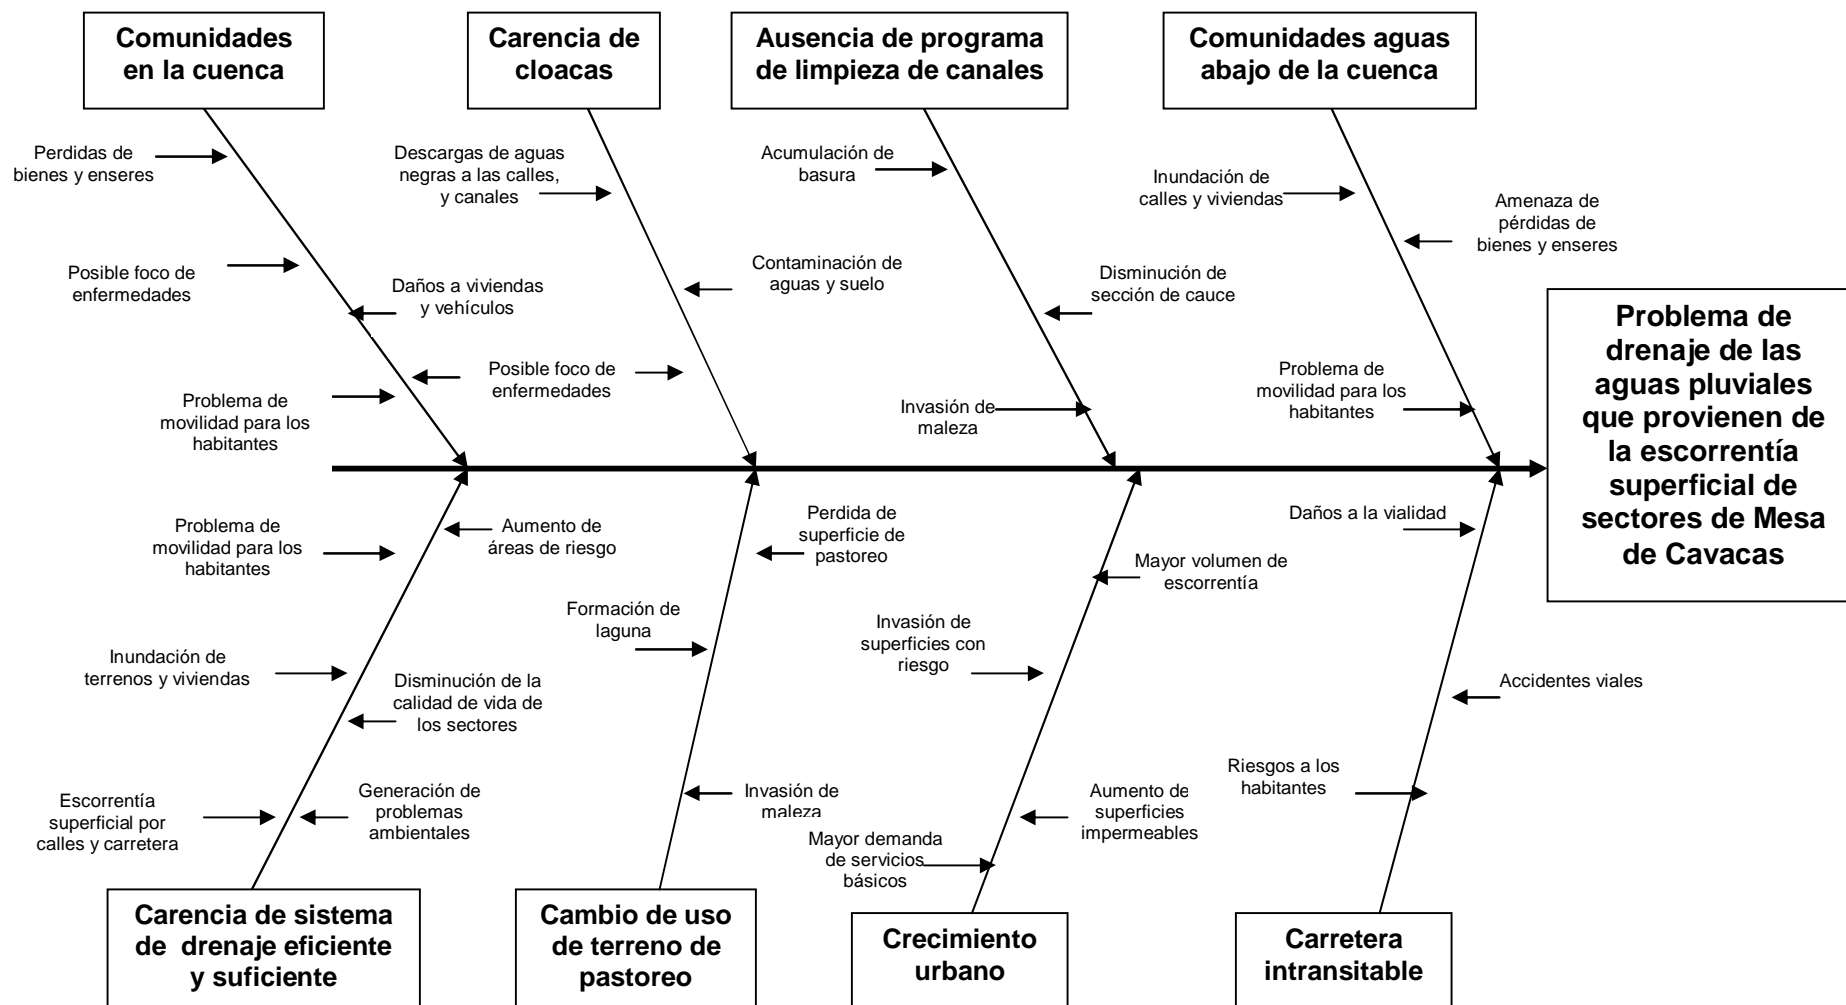 Comunidades
en la cuenca
Carencia de
cloacas
Ausencia de programa
de limpieza de canales
Comunidades aguas
abajo de la cuenca
Perdidas de
bienes y enseres
Descargas de aguas
negras a las calles,
y canales
Acumulación de
basura
Inundación de
calles y viviendas
Amenaza de
pérdidas de
bienes y enseres
Posible foco de
enfermedades
Daños a viviendas
y vehículos
Contaminación de
aguas y suelo
Disminución de
sección de cauce
Problema de
movilidad para los
habitantes
Posible foco de
enfermedades
Invasión de
maleza
Problema de
movilidad para los
habitantes
Problema de
drenaje de las
aguas pluviales
que provienen de
la escorrentía
superficial de
sectores de Mesa
de Cavacas
Problema de
movilidad para los
habitantes
Aumento de
áreas de riesgo
Perdida de
superficie de
pastoreo
Mayor volumen de
escorrentía
Daños a la vialidad
Inundación de
terrenos y viviendas
Disminución de la
calidad de vida de
los sectores
Formación de
laguna
Invasión de
superficies con
riesgo
Accidentes viales
Escorrentía
superficial por
calles y carretera
Generación de
problemas
ambientales
Invasión de
maleza
Mayor demanda
de servicios
básicos
Aumento de
superficies
impermeables
Riesgos a los
habitantes
Carencia de sistema
de drenaje eficiente
y suficiente
Cambio de uso
de terreno de
pastoreo
Crecimiento
urbano
Carretera
intransitable